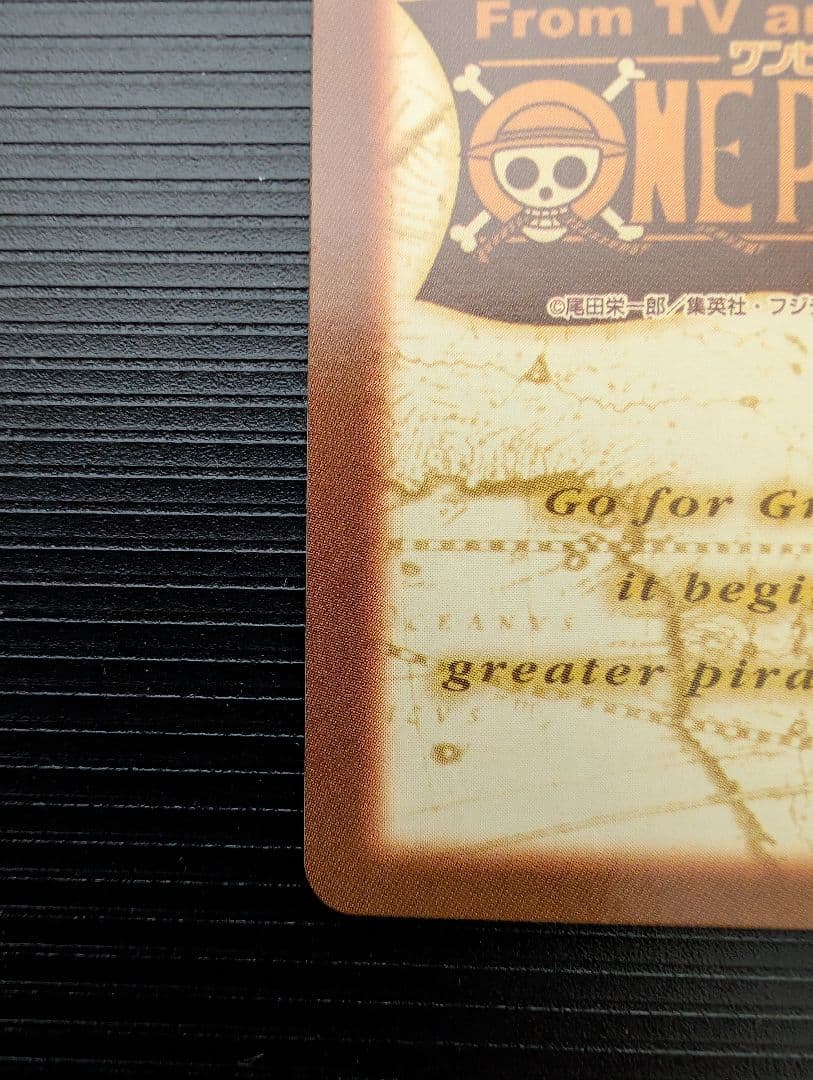 From TV a
ワンピ
ONE P
©尾田栄一郎／集英社・フジ
Go for Gr
it begi
greater pira